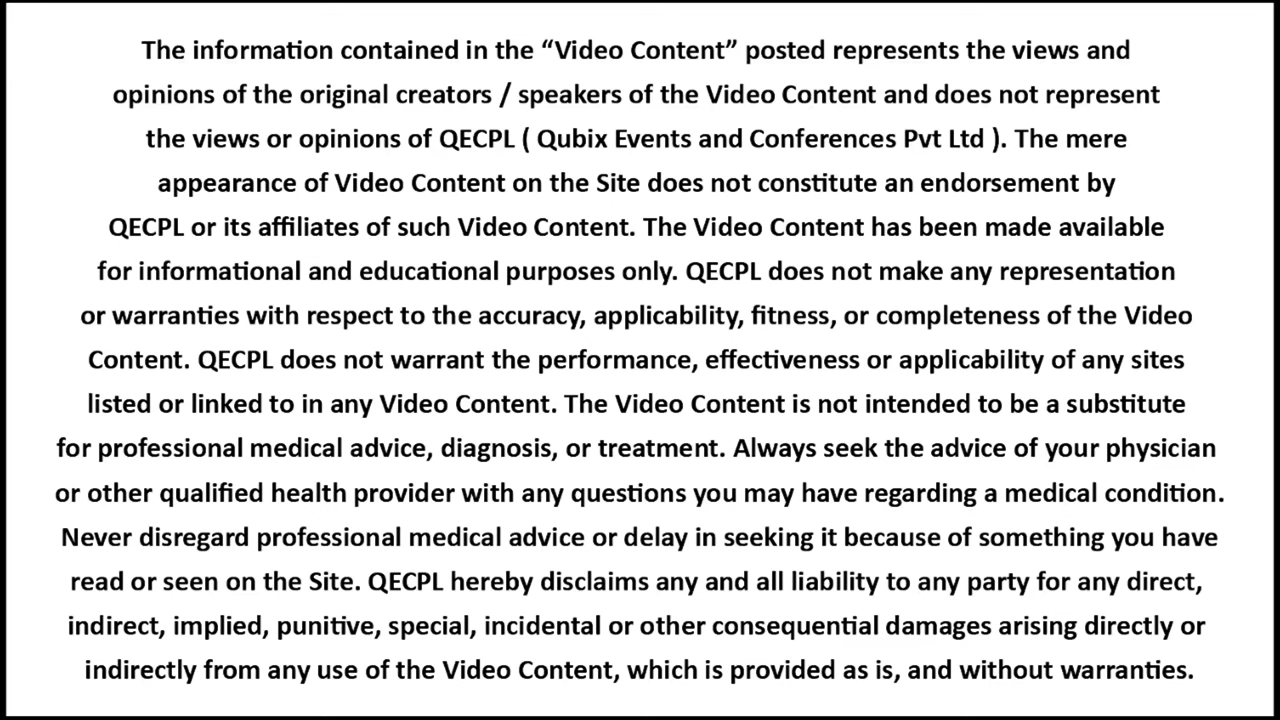 The information contained in the “Video Content” posted represents the views and
opinions of the original creators / speakers of the Video Content and does not represent
the views or opinions of QECPL ( Qubix Events and Conferences Pvt Ltd ). The mere
appearance of Video Content on the Site does not constitute an endorsement by
QECPL or its affiliates of such Video Content. The Video Content has been made available
for informational and educational purposes only. QECPL does not make any representation
or warranties with respect to the accuracy, applicability, fitness, or completeness of the Video
Content. QECPL does not warrant the performance, effectiveness or applicability of any sites
listed or linked to in any Video Content. The Video Content is not intended to be a substitute
for professional medical advice, diagnosis, or treatment. Always seek the advice of your physician
or other qualified health provider with any questions you may have regarding a medical condition.
Never disregard professional medical advice or delay in seeking it because of something you have
read or seen on the Site. QECPL hereby disclaims any and all liability to any party for any direct,
indirect, implied, punitive, special, incidental or other consequential damages arising directly or
indirectly from any use of the Video Content, which is provided as is, and without warranties.